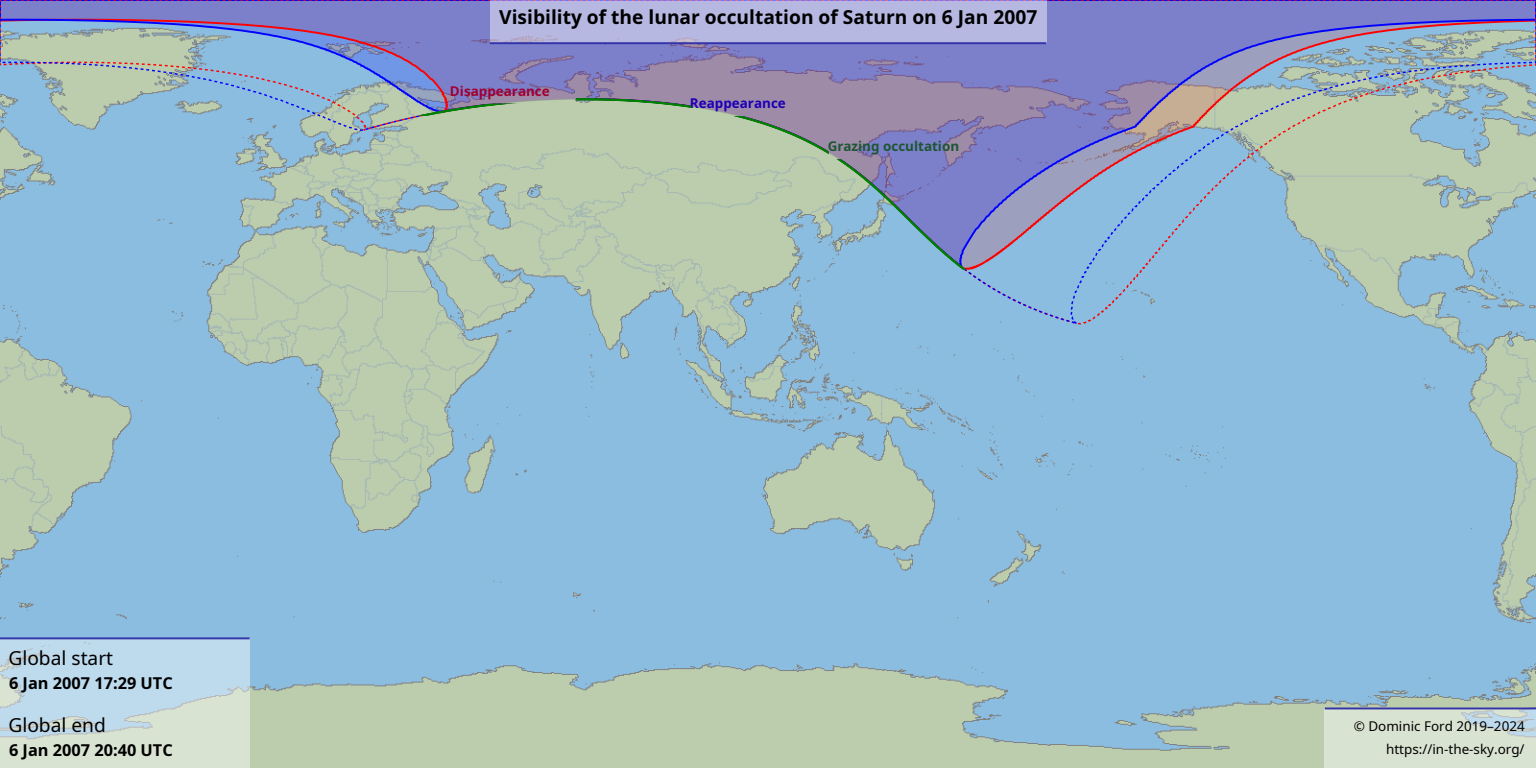 Visibility of the lunar occultation of Saturn on 6 Jan 2007
Disappearance
Reappearance
Grazing occultation
Global start
6 Jan 2007 17:29 UTC
Global end
6 Jan 2007 20:40 UTC
© Dominic Ford 2019–2024
https://in-the-sky.org/